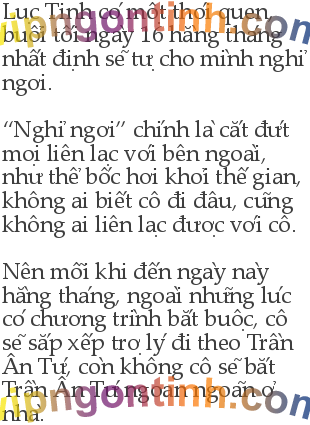 Lục Tinh có một thói quen,
buổi tối ngày 16 hằng tháng
nhất định sẽ tự cho mình nghỉ
ngơi.
“Nghỉ ngơi” chính là cắt đứt
mọi liên lạc với bên ngoài,
như thể bốc hơi khỏi thế gian,
không ai biết cô đi đâu, cũng
không ai liên lạc được với cô.
Nên mỗi khi đến ngày này
hằng tháng, ngoài những lúc
có chương trình bắt buộc, cô
sẽ sắp xếp trợ lý đi theo Trần
Ân Tứ, còn không cô sẽ bắt
Trần Ân Tứ ngoan ngoãn ở
nhà.
upngontinh.com
upngontinh.com